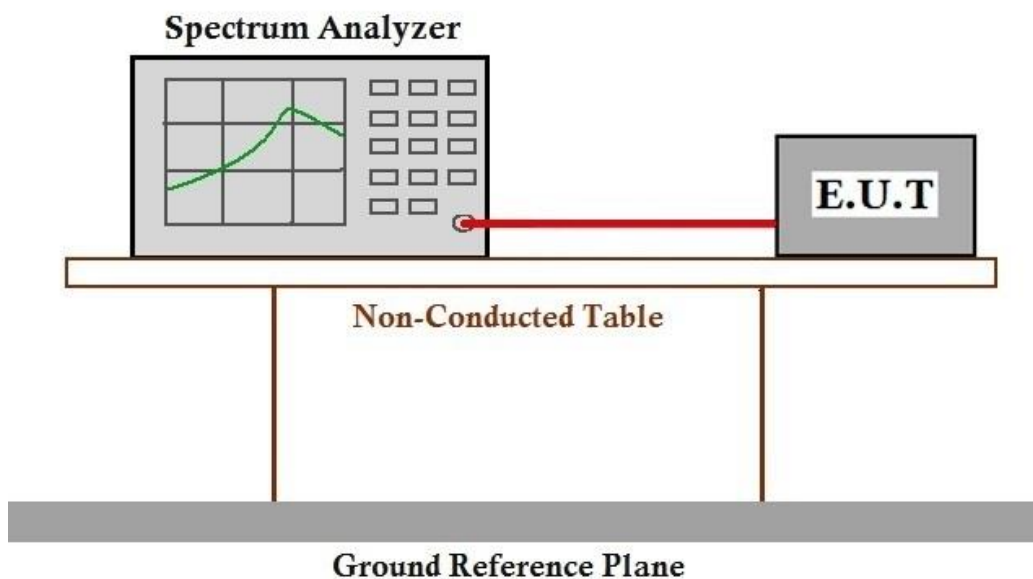 Spectrum Analyzer
E.U.T
Non-Conducted Table
Ground Reference Plane